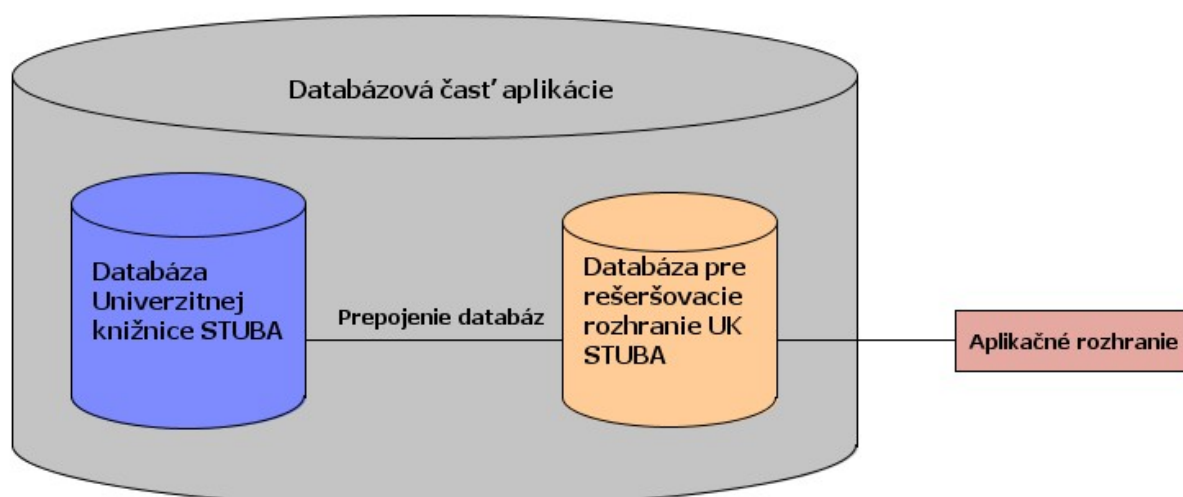 Databázová časť aplikácie
Databáza
Univerzitnej
knižnice STUBA
Prepojenie databáz
Databáza pre
rešeršovacie
rozhranie UK
STUBA
Aplikačné rozhranie